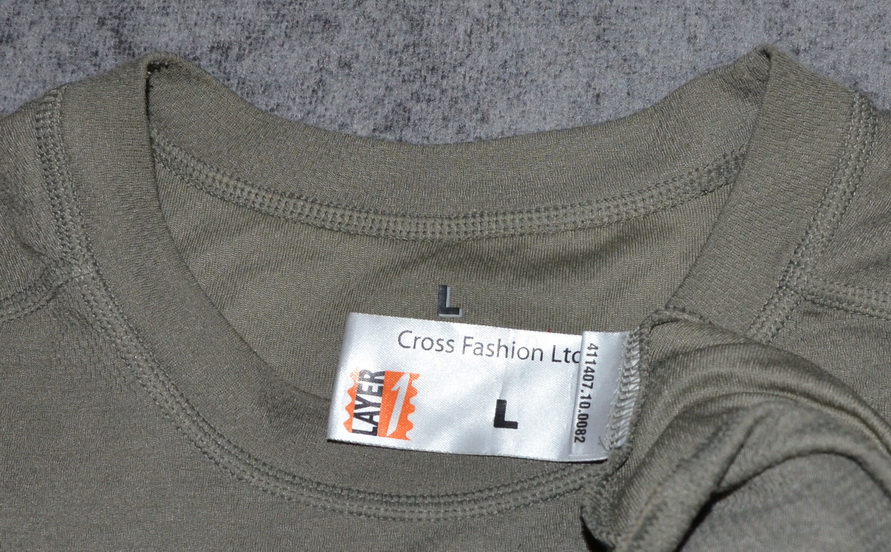 L
Cross Fashion Ltd
LAYER 1
L
411407.10.0082